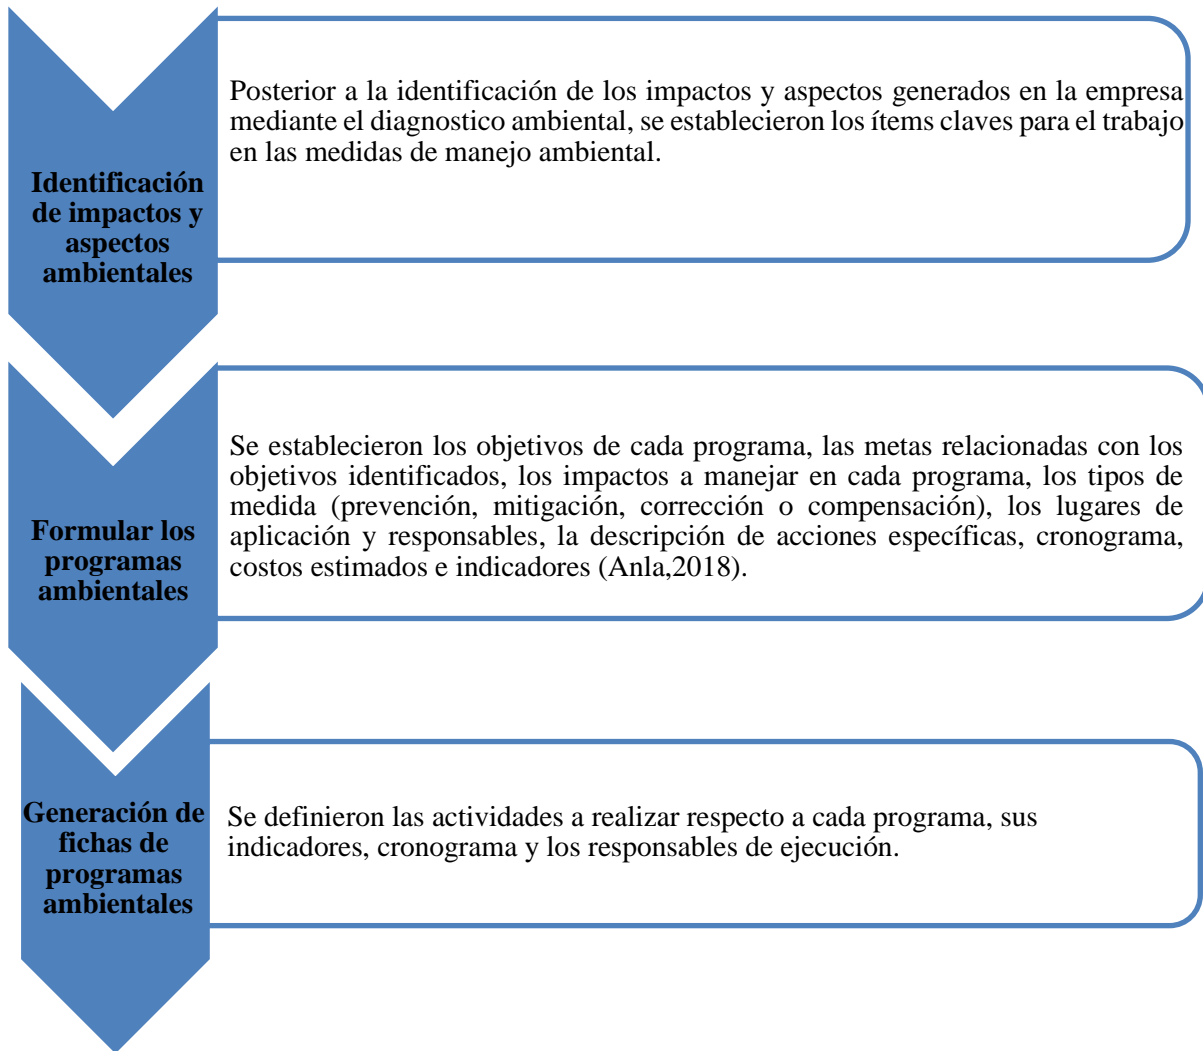 Identificación
de impactos y
aspectos
ambientales
Posterior a la identificación de los impactos y aspectos generados en la empresa
mediante el diagnostico ambiental, se establecieron los ítems claves para el trabajo
en las medidas de manejo ambiental.
Formular los
programas
ambientales
Se establecieron los objetivos de cada programa, las metas relacionadas con los
objetivos identificados, los impactos a manejar en cada programa, los tipos de
medida (prevención, mitigación, corrección o compensación), los lugares de
aplicación y responsables, la descripción de acciones específicas, cronograma,
costos estimados e indicadores (Anla,2018).
Generación de
fichas de
programas
ambientales
Se definieron las actividades a realizar respecto a cada programa, sus
indicadores, cronograma y los responsables de ejecución.